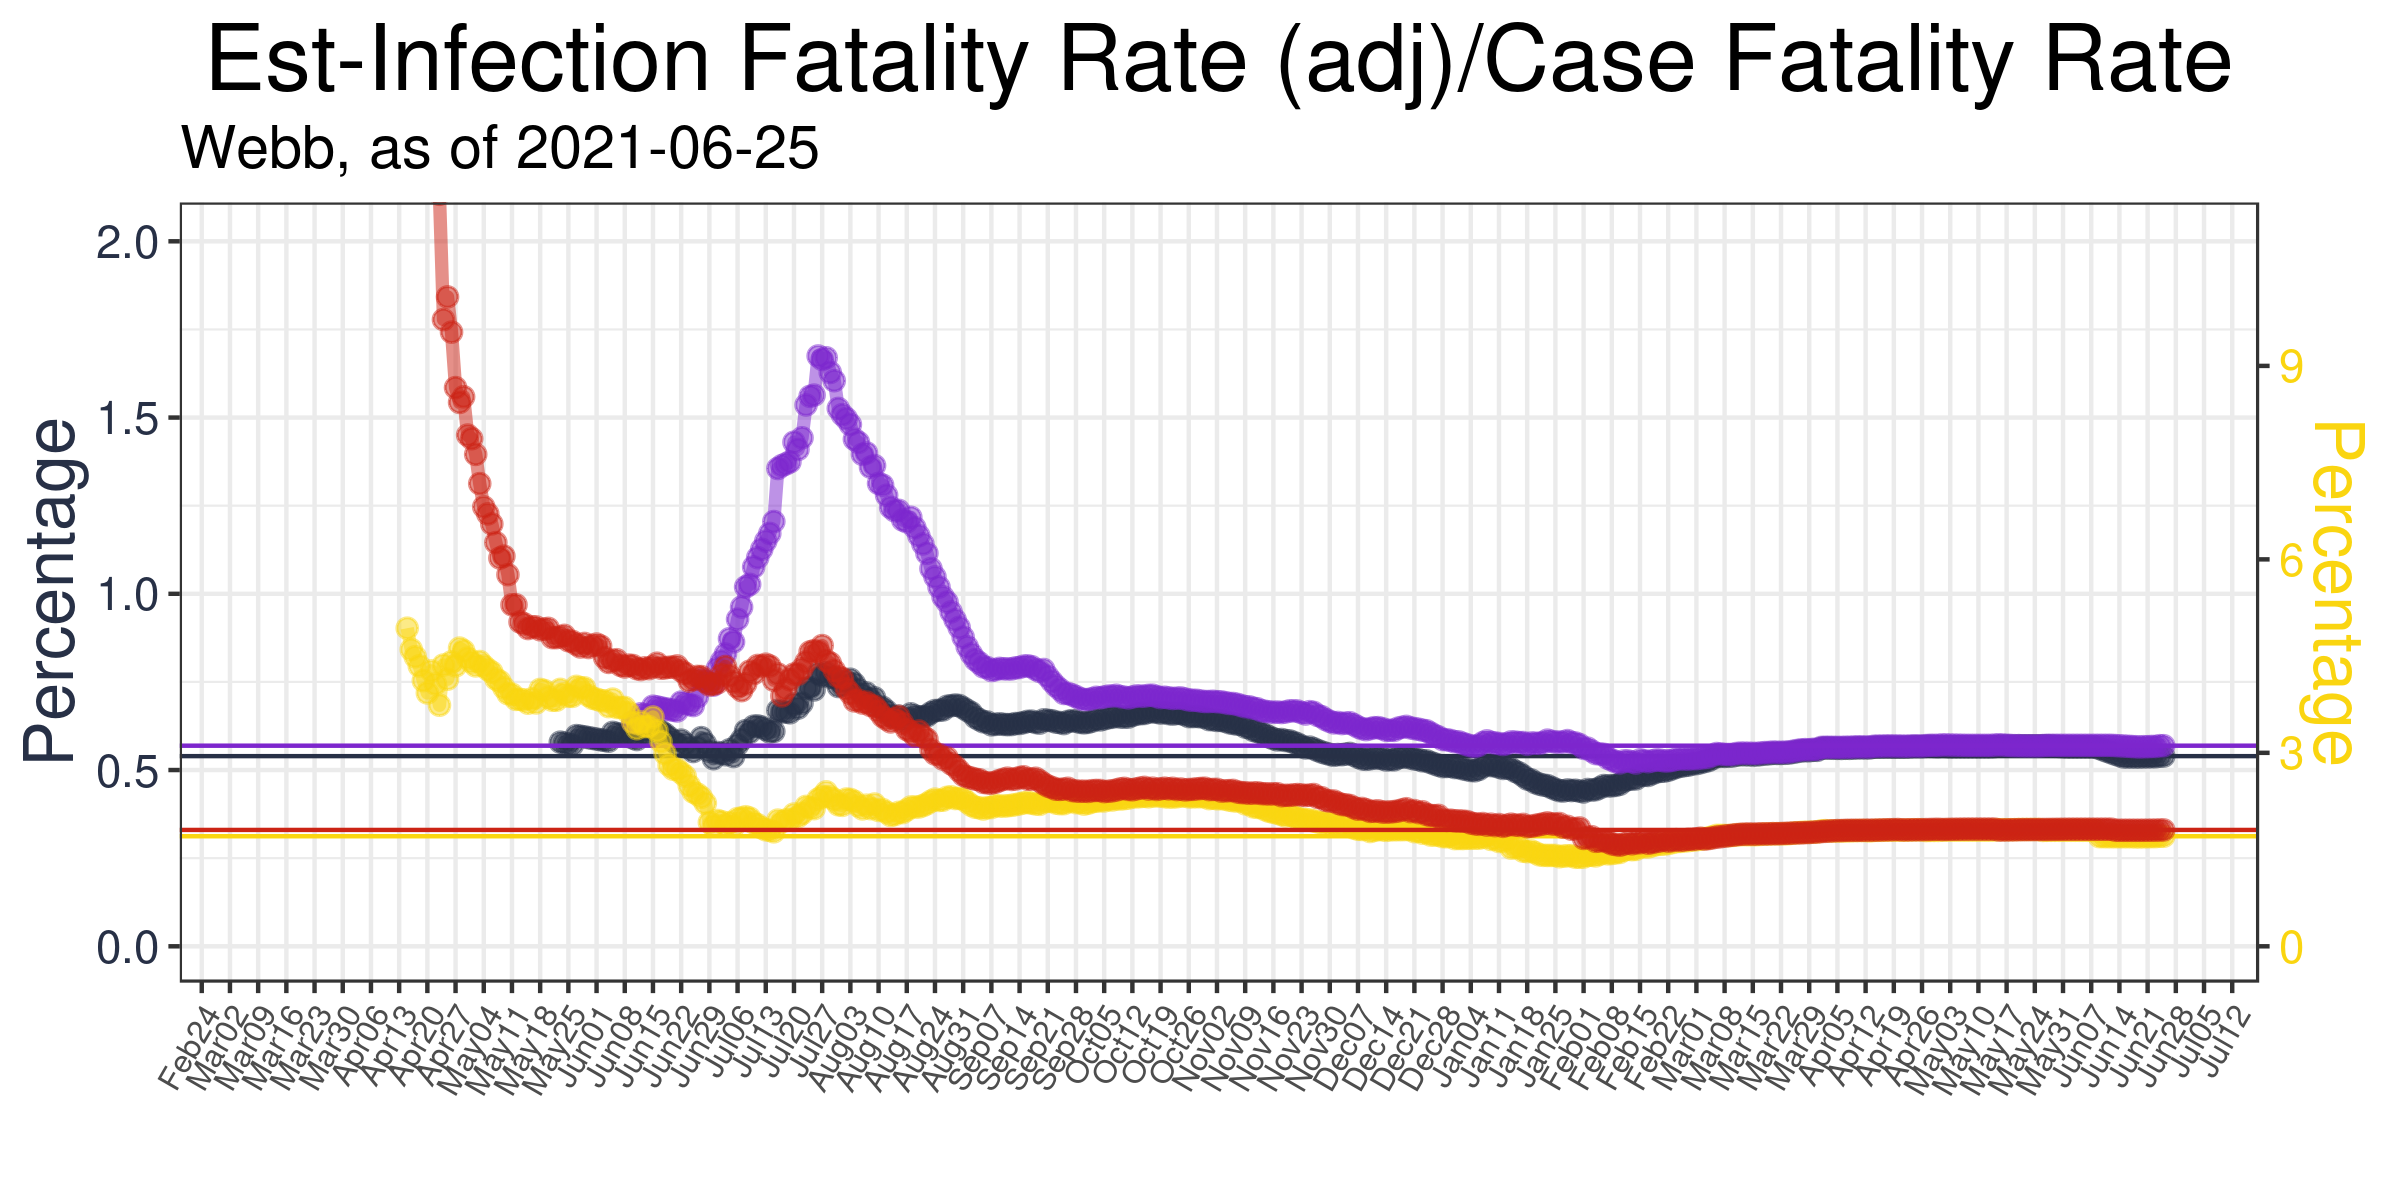 Est-Infection Fatality Rate (adj)/Case Fatality Rate
Webb, as of 2021-06-25
Percentage
2.0
1.5
1.0
0.5
0.0
9
6
3
0
Percentage
Feb24 Mar02 Mar09 Mar16 Mar23 Mar30 Apr06 Apr13 Apr20 Apr27 May04 May11 May18 May25 Jun01 Jun08 Jun15 Jun22 Jun29 Jul06 Jul13 Jul20 Jul27 Aug03 Aug10 Aug17 Aug24 Aug31 Sep07 Sep14 Sep21 Sep28 Oct05 Oct12 Oct19 Oct26 Nov02 Nov09 Nov16 Nov23 Nov30 Dec07 Dec14 Dec21 Dec28 Jan04 Jan11 Jan18 Jan25 Feb01 Feb08 Feb15 Feb22 Mar01 Mar08 Mar15 Mar22 Mar29 Apr05 Apr12 Apr19 Apr26 May03 May10 May17 May24 May31 Jun07 Jun14 Jun21 Jun28 Jul05 Jul12